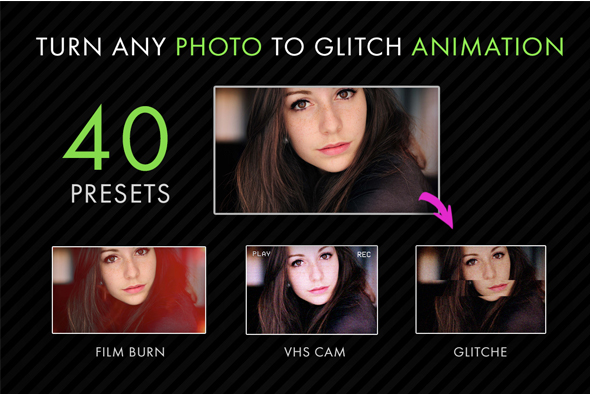 TURN ANY PHOTO TO GLITCH ANIMATION
40
PRESETS
PLAY REC
FILM BURN VHS CAM GLITCHE